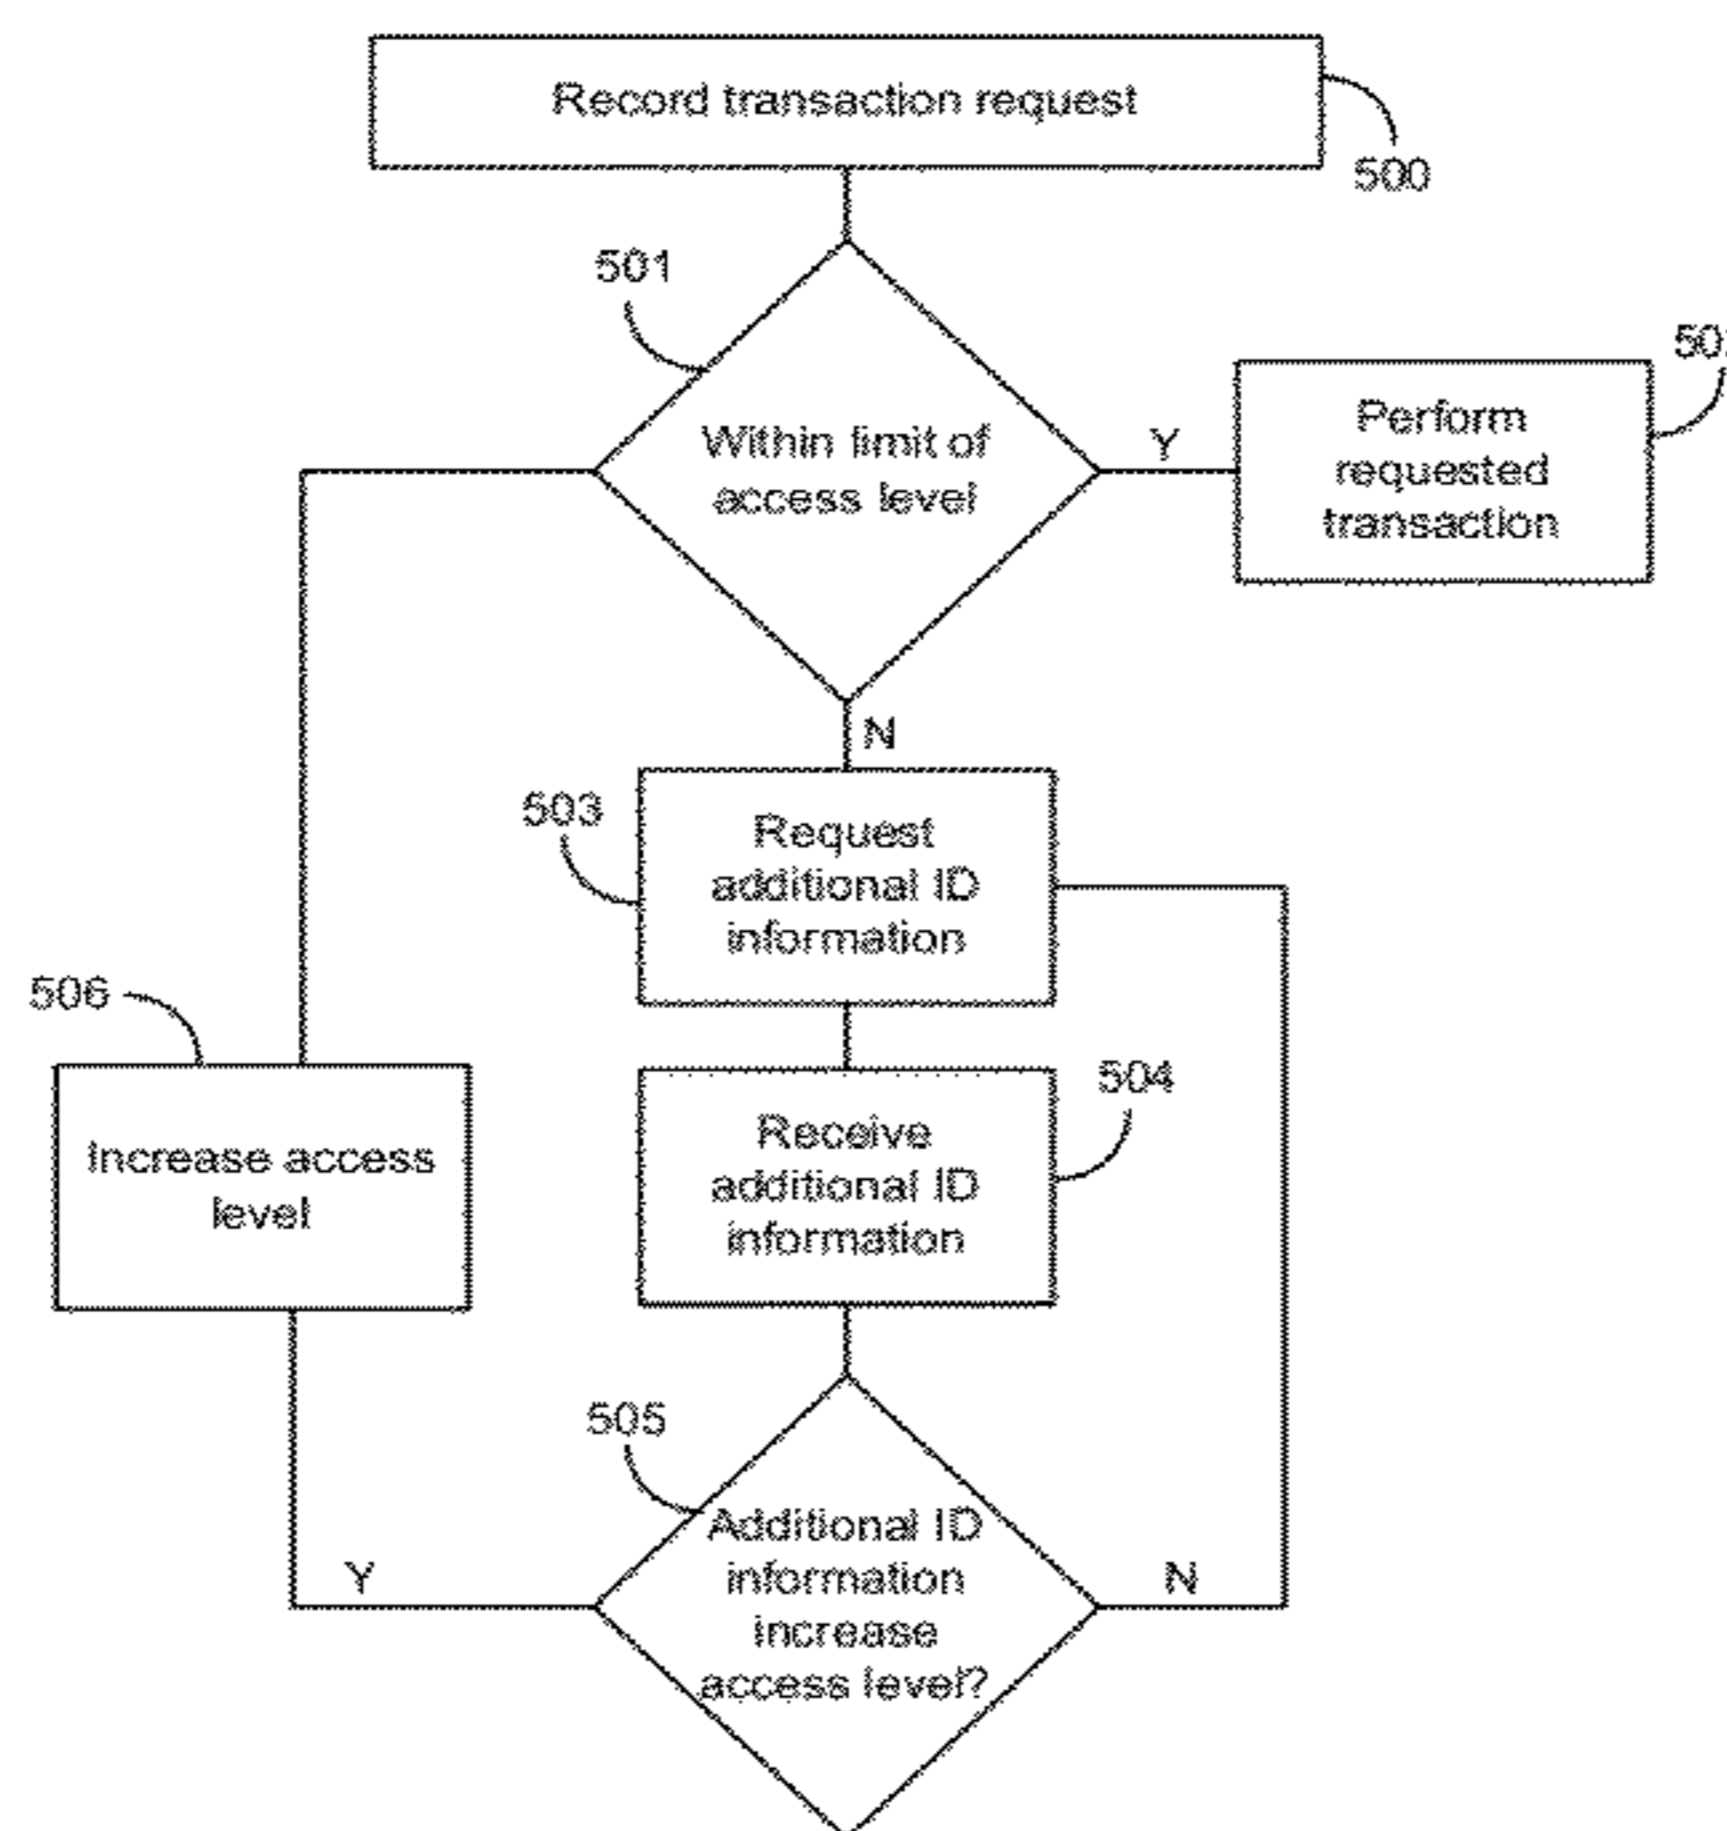 Record transaction request
500
501
Within limit of
access level
Y
Perform
requested
transaction
N
503
Request
additional ID
information
506
Increase access
level
504
Receive
additional ID
information
505
Additional ID
information
increase
access level?
Y
N